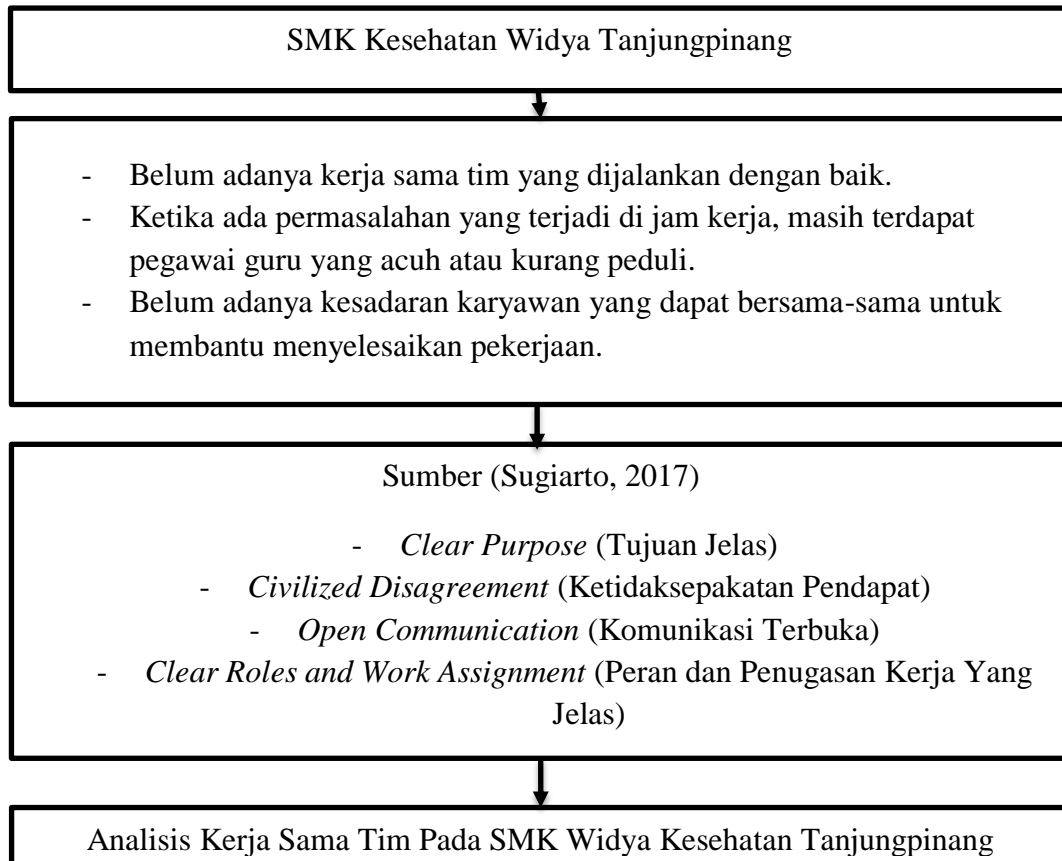 SMK Kesehatan Widya Tanjungpinang
- Belum adanya kerja sama tim yang dijalankan dengan baik.
- Ketika ada permasalahan yang terjadi di jam kerja, masih terdapat
pegawai guru yang acuh atau kurang peduli.
- Belum adanya kesadaran karyawan yang dapat bersama-sama untuk
membantu menyelesaikan pekerjaan.
Sumber (Sugiarto, 2017)
- Clear Purpose (Tujuan Jelas)
- Civilized Disagreement (Ketidaksepakatan Pendapat)
- Open Communication (Komunikasi Terbuka)
- Clear Roles and Work Assignment (Peran dan Penugasan Kerja Yang
Jelas)
Analisis Kerja Sama Tim Pada SMK Widya Kesehatan Tanjungpinang